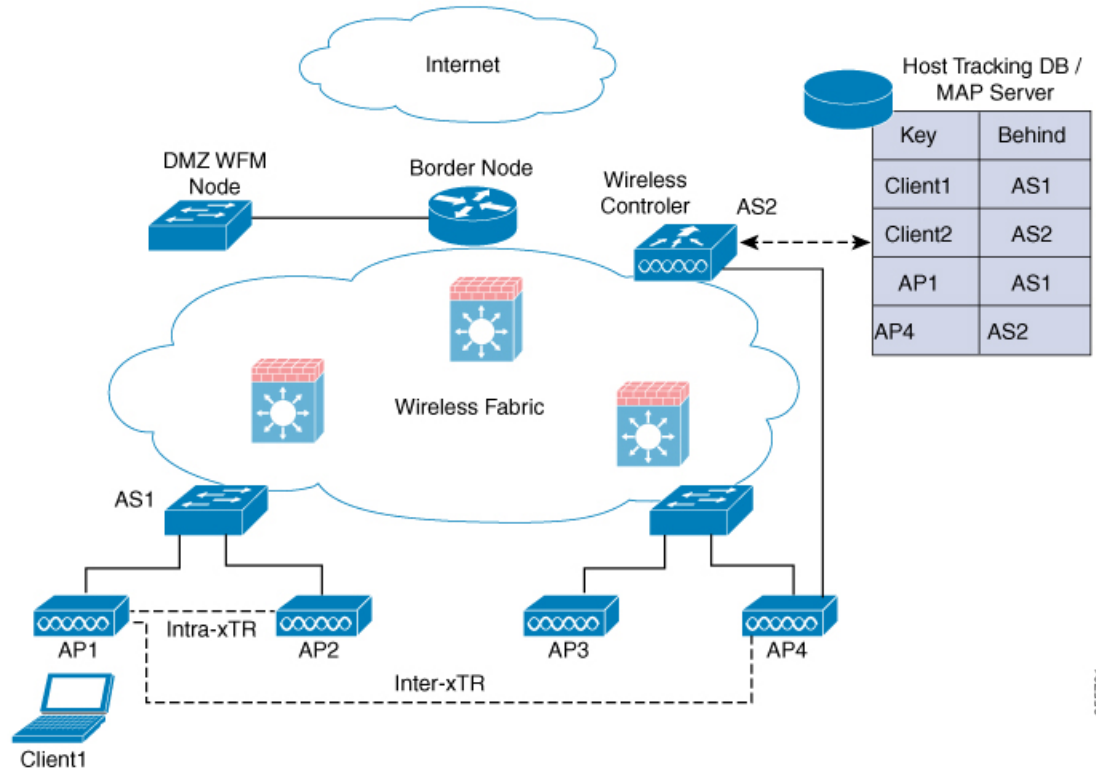 Internet
Host Tracking DB /
MAP Server
Key Behind
Client1 AS1
Client2 AS2
AP1 AS1
AP4 AS2
DMZ WFM
Node
Border Node
Wireless
Controler
AS2
Wireless Fabric
AS1
AP1
Intra-xTR
AP2
AP3
AP4
Inter-xTR
Client1